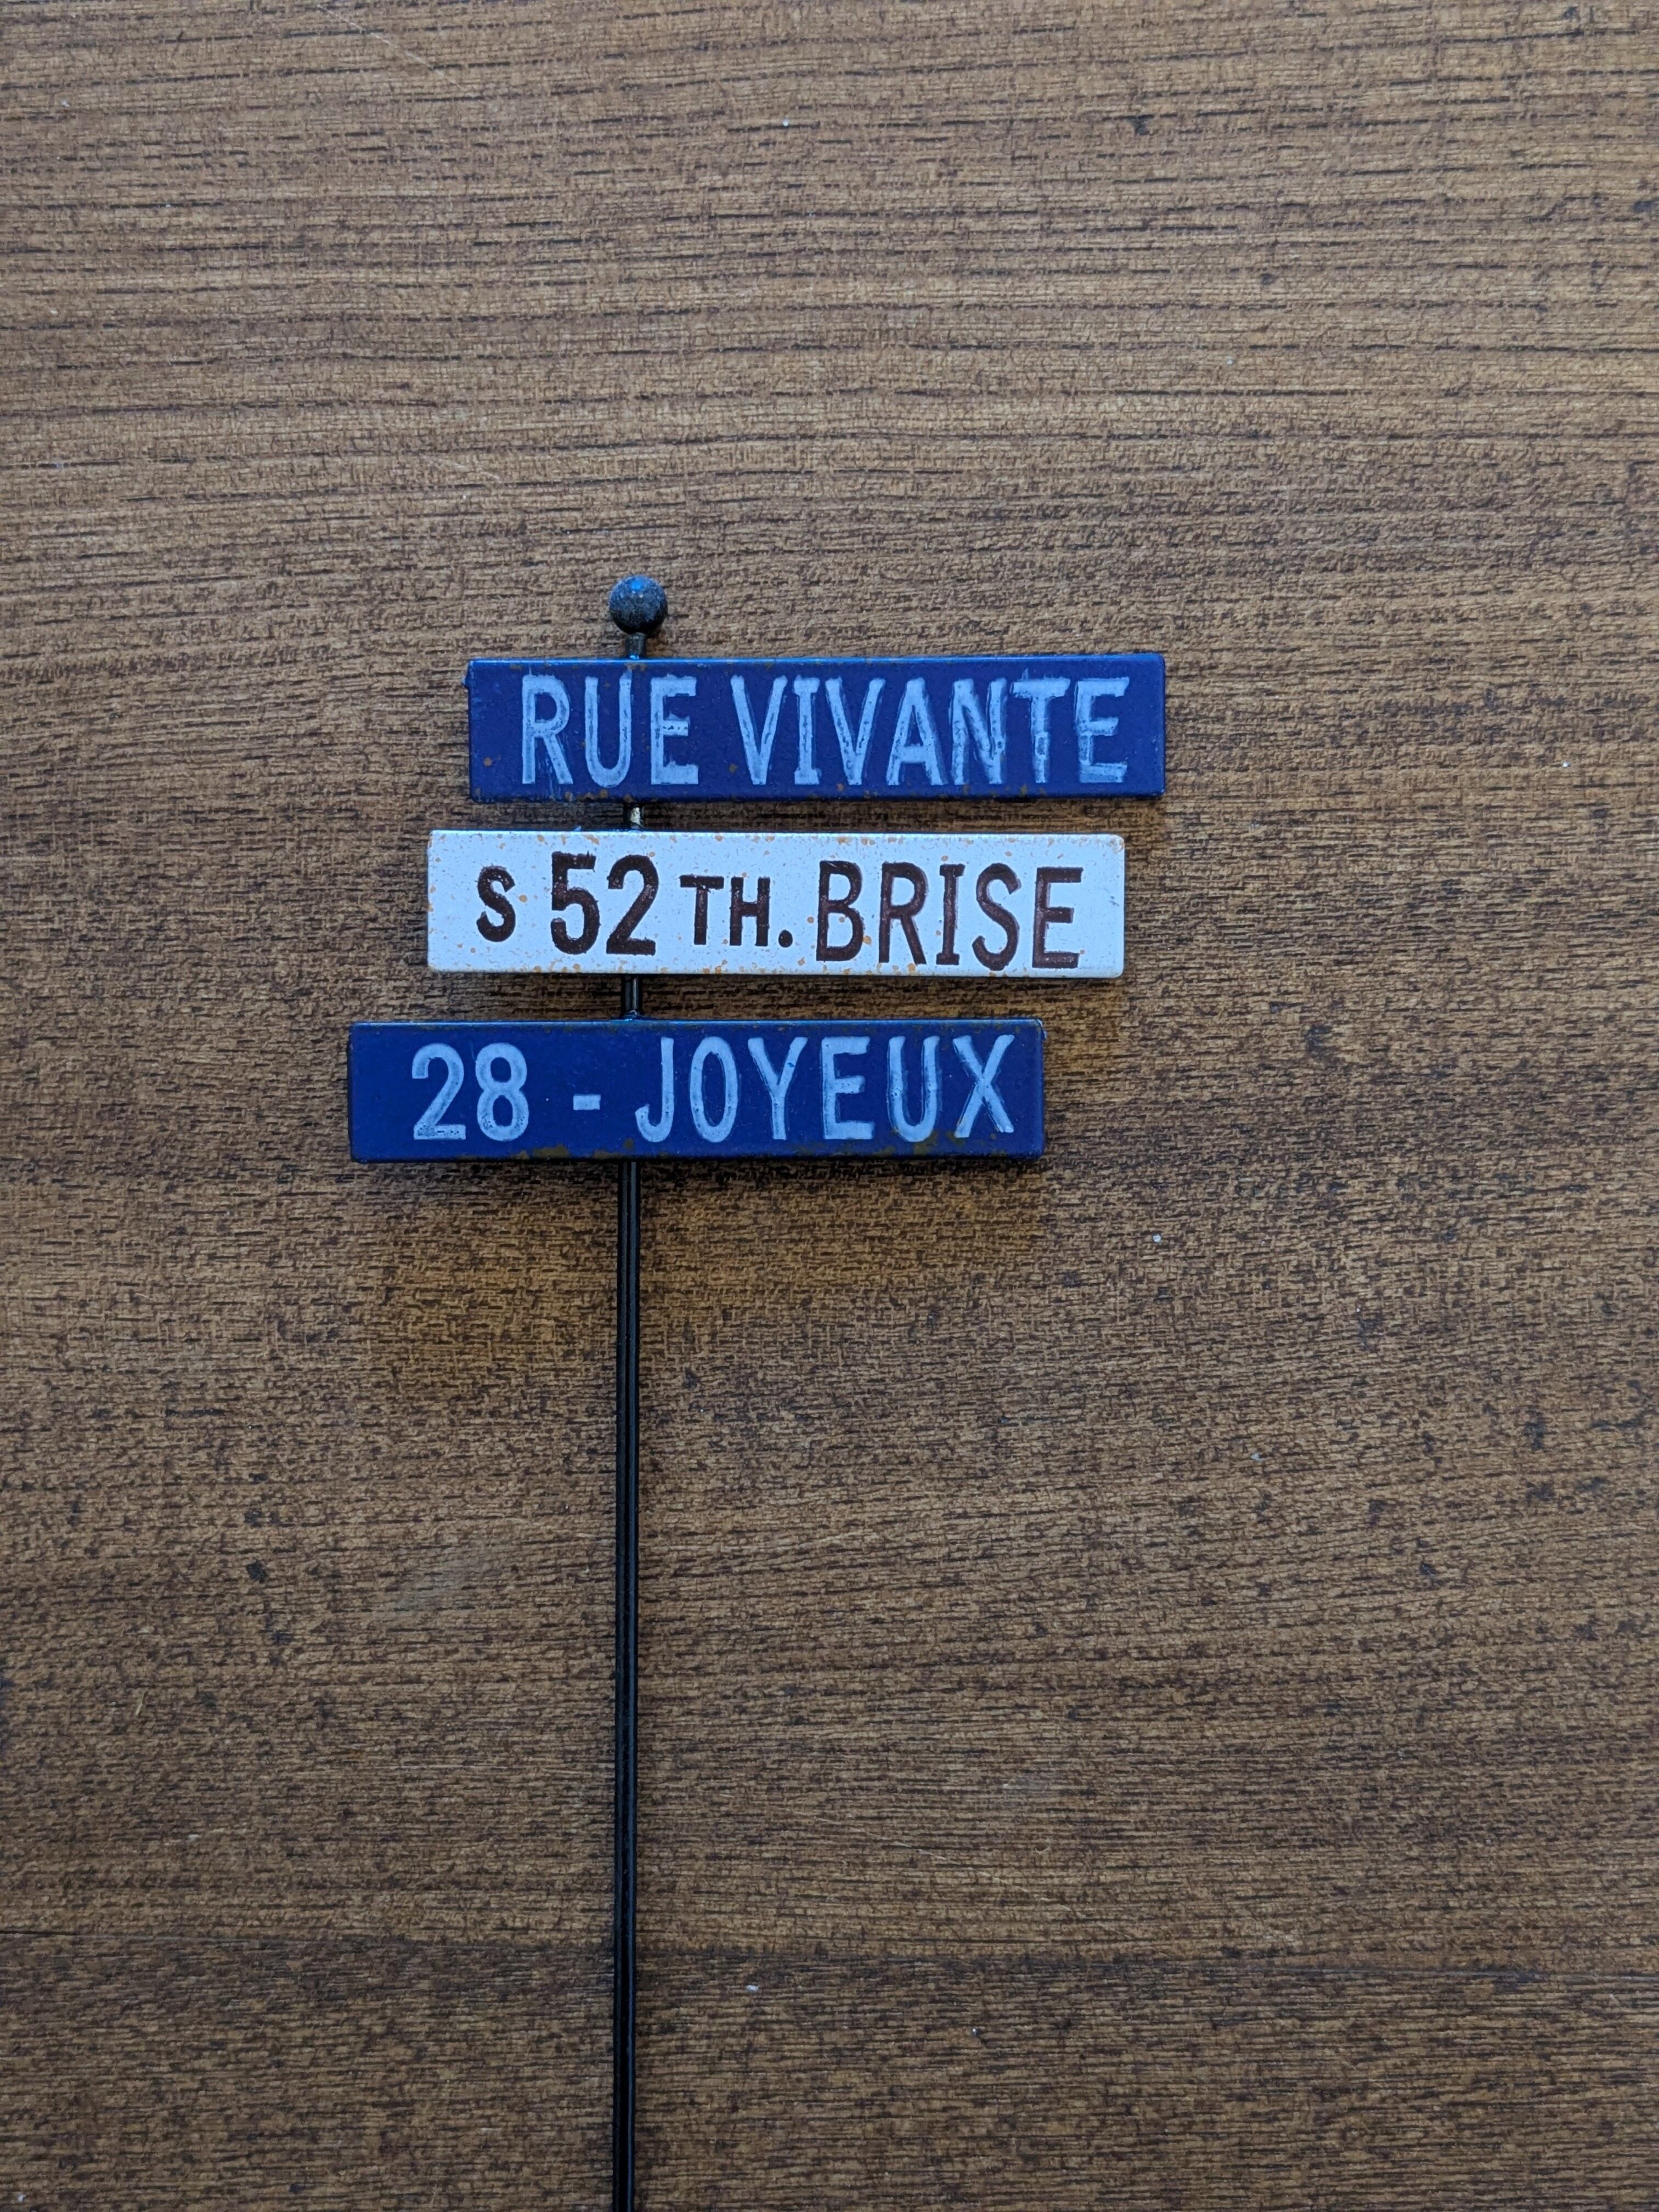 RUE VIVANTE
S 52 TH. BRISE
28 - JOYEUX